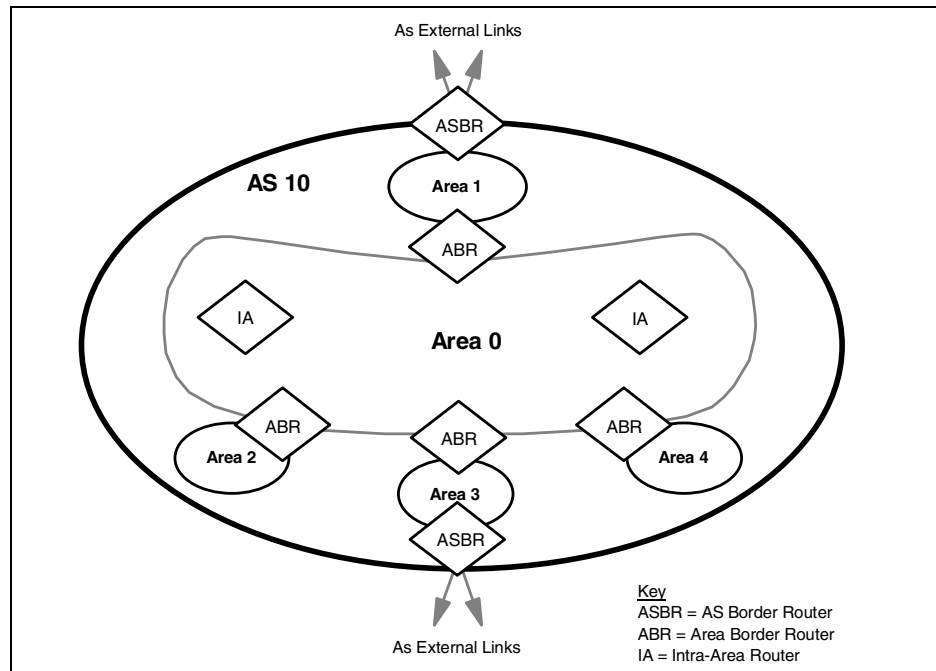 As External Links
ASBR
AS 10
Area 1
ABR
IA
IA
Area 0
ABR
ABR
ABR
Area 2
Area 4
Area 3
ASBR
As External Links
Key
ASBR = AS Border Router
ABR = Area Border Router
IA = Intra-Area Router